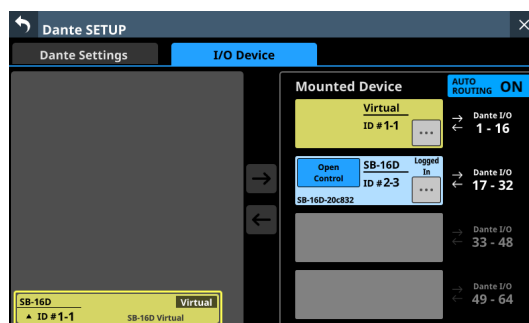 Dante SETUP
Dante Settings
I/O Device
Mounted Device
AUTO ROUTING ON
Virtual
ID #1-1
...
Dante I/O
1 - 16
Open Control
SB-16D
ID #2-3
Logged In
...
SB-16D-20c832
Dante I/O
17 - 32
Dante I/O
33 - 48
Dante I/O
49 - 64
SB-16D
Virtual
ID #1-1
SB-16D Virtual